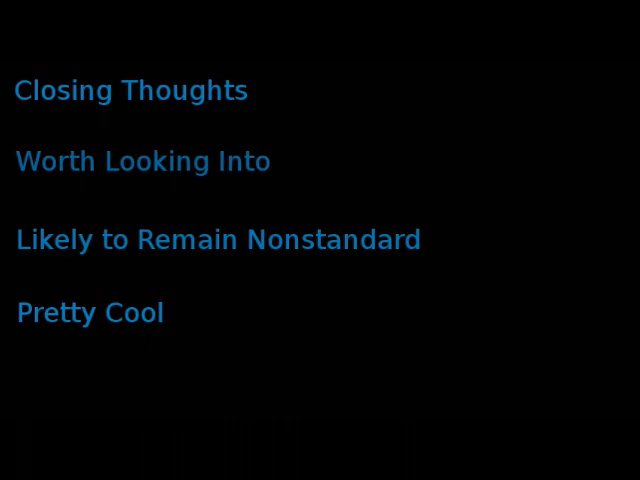 Closing Thoughts
Worth Looking Into
Likely to Remain Nonstandard
Pretty Cool